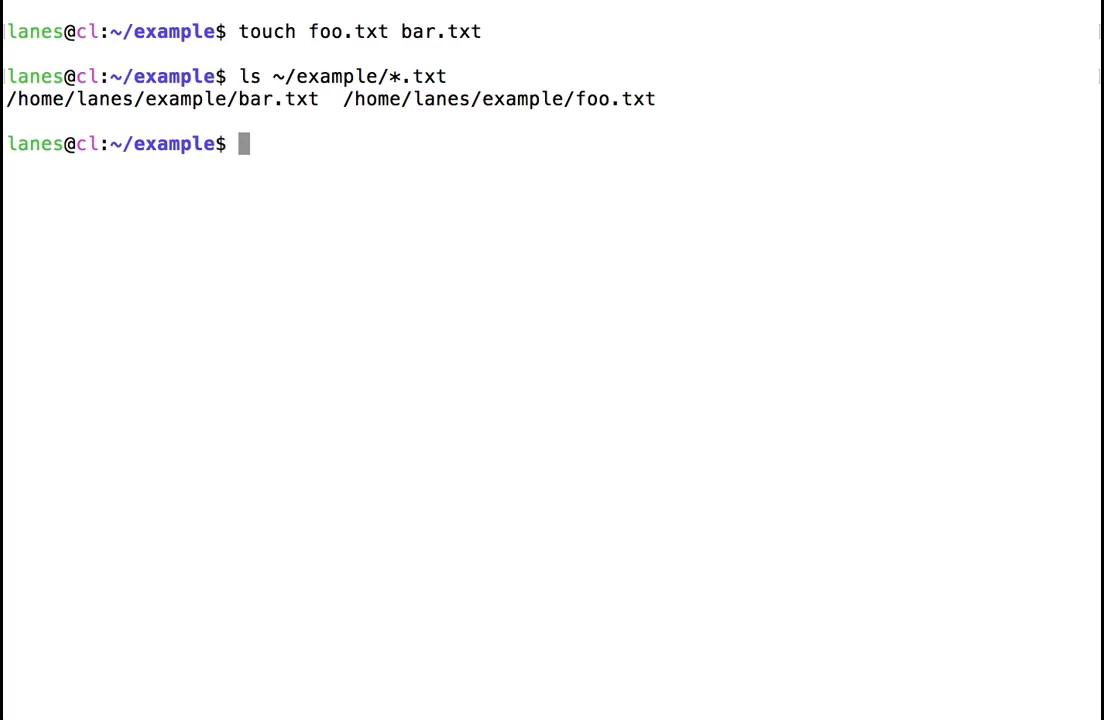 lanes@cl:~/example$ touch foo.txt bar.txt
lanes@cl:~/example$ ls ~/example/*.txt
/home/lanes/example/bar.txt  /home/lanes/example/foo.txt
lanes@cl:~/example$